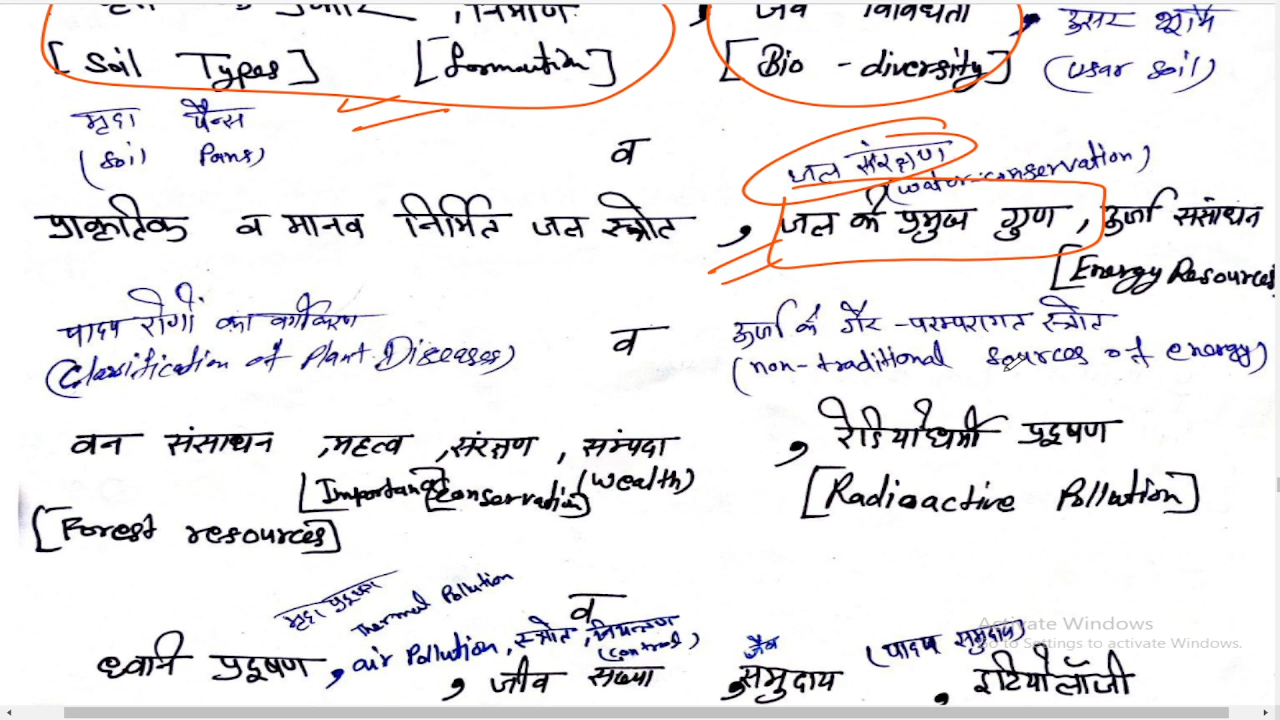 निर्माण जैव विविधता
[Soil Types] [formaution] [Bio - diversity] (usar soil)
मृदा पैन्स
(Soil Pans)
व
जल संरक्षण
(water conservation)
प्राकृतिक व मानव निर्मित जल स्त्रोत , जल के प्रमुख गुण , ऊर्जा संसाधन
[Energy Resources
पादप रोगों का वर्गीकरण
(Classification of Plant Diseases)
व
ऊर्जा के गैर - परम्परागत स्त्रोत
(non-traditional sources of energy)
वन संसाधन , महत्व , संरक्षण , सम्पदा , रेडियोधर्मी प्रदूषण
[Importance] [conservation] (wealth) [Radioactive Pollution]
[Forest resources]
मृदा प्रदूषण
Thermal Pollution
व
ध्वनि प्रदूषण , air Pollution , स्त्रोत , नियन्त्रण
(control)
, जीव संख्या , जैव समुदाय (पादप समुदाय) , इटियोलॉजी
Activate Windows
Go to Settings to activate Windows.